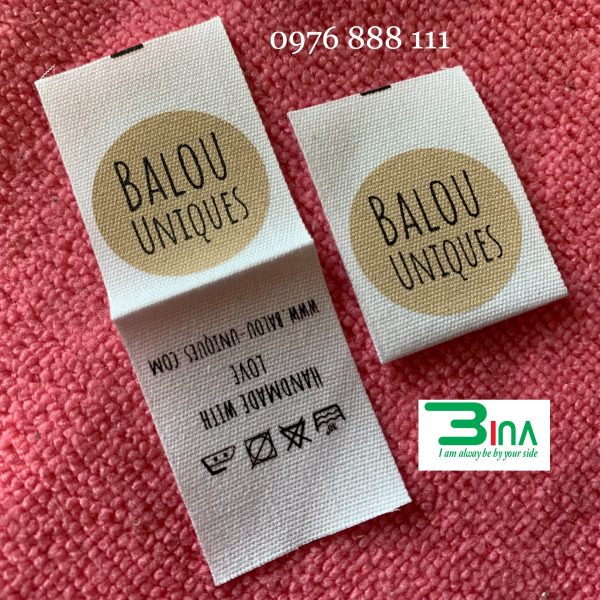 0976 888 111
BALOU
UNIQUES
HANDMADE WITH
LOVE
WWW.BALOU-UNIQUES.COM
BALOU
UNIQUES
BINA
I am alway be by your side